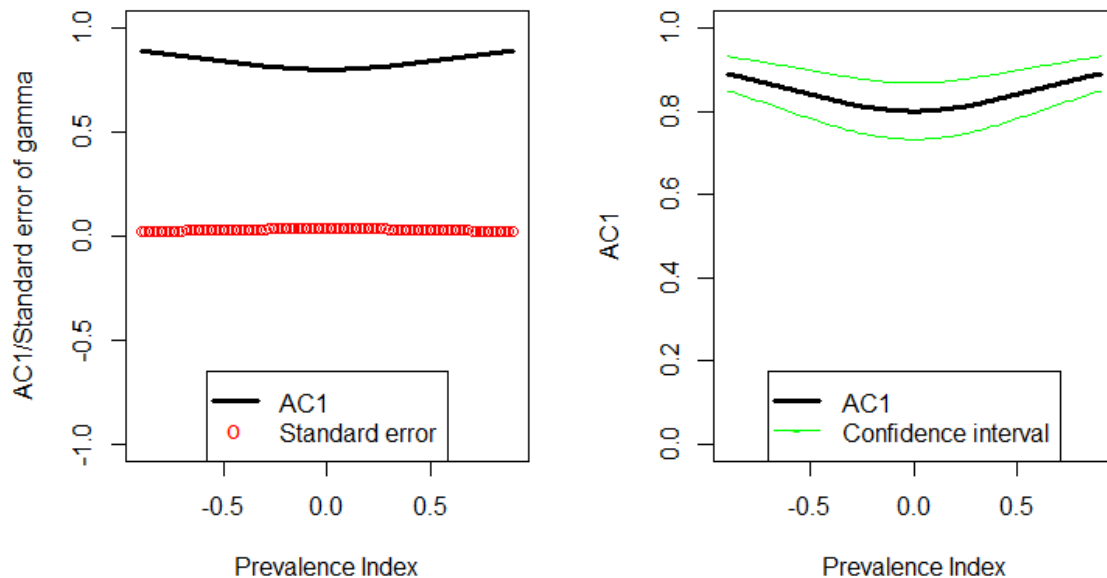 AC1/Standard error of gamma
1.0
0.5
0.0
-0.5
-1.0
AC1
Standard error
-0.5 0.0 0.5
Prevalence Index
AC1
1.0
0.8
0.6
0.4
0.2
0.0
AC1
Confidence interval
-0.5 0.0 0.5
Prevalence Index